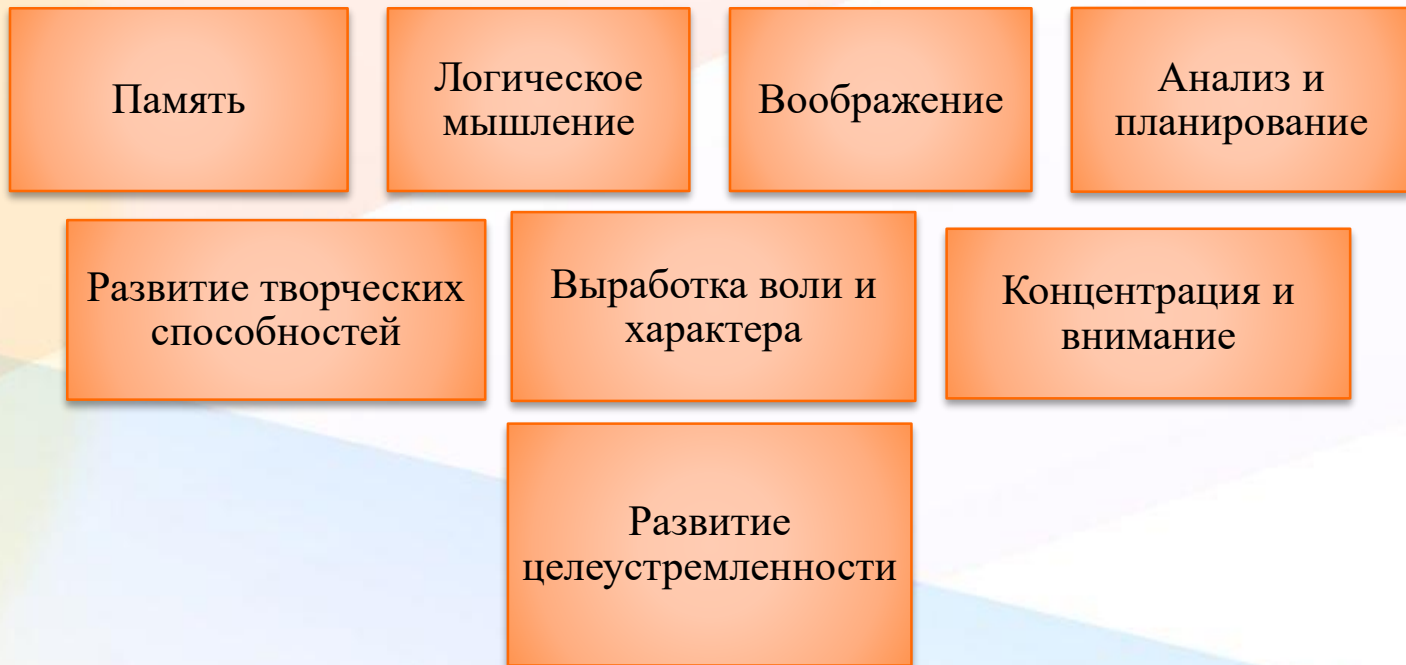 Память
Логическое
мышление
Воображение
Анализ и
планирование
Развитие творческих
способностей
Выработка воли и
характера
Концентрация и
внимание
Развитие
целеустремленности